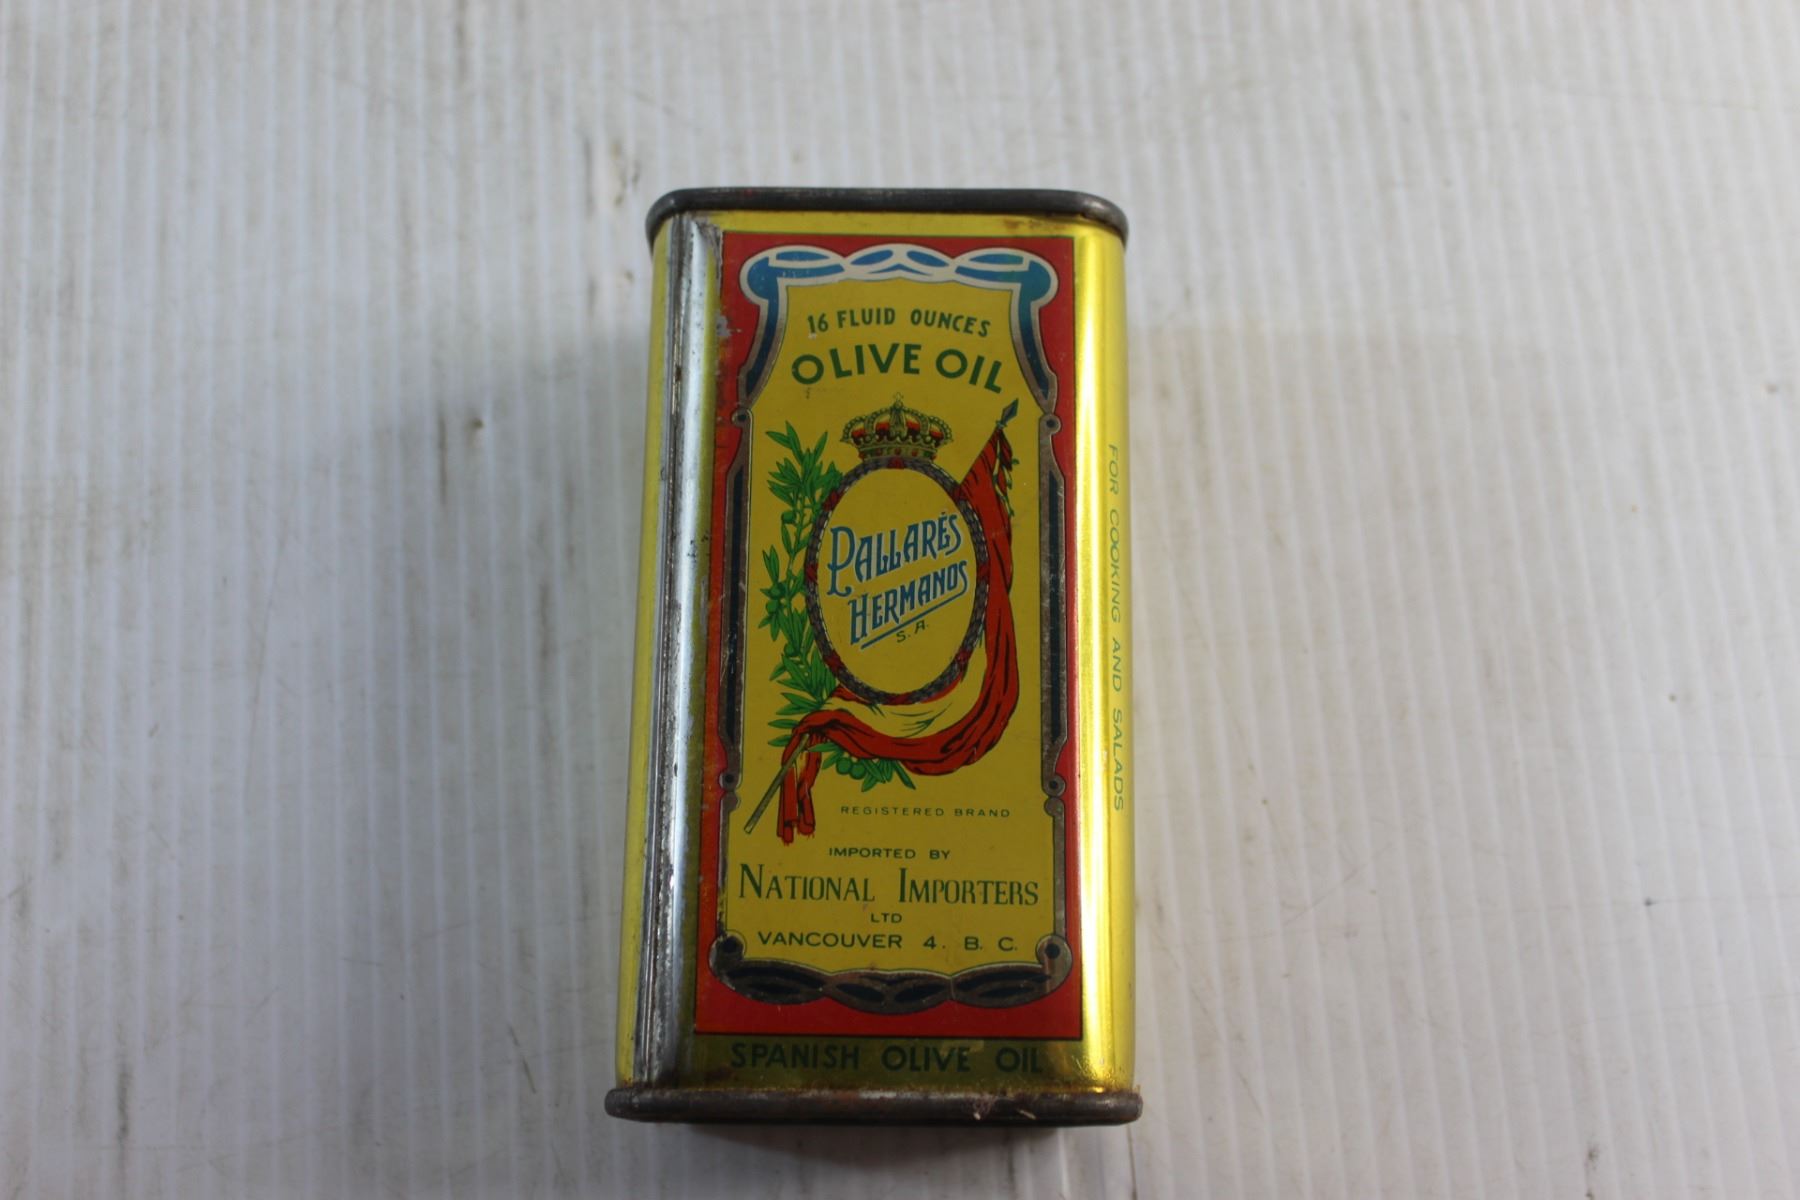 16 FLUID OUNCES
OLIVE OIL
PALLARÉS
HERMANOS
S. A.
REGISTERED BRAND
IMPORTED BY
NATIONAL IMPORTERS
LTD
VANCOUVER 4. B. C.
SPANISH OLIVE OIL
FOR COOKING AND SALADS